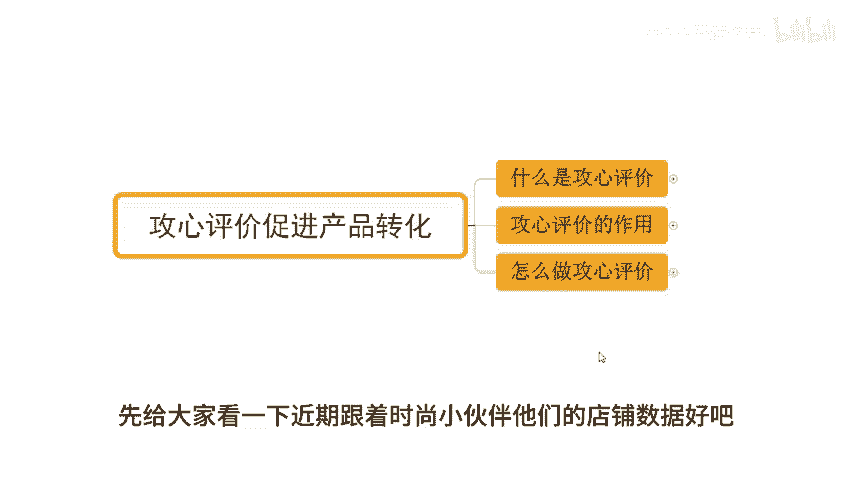 什么是攻心评价
攻心评价促进产品转化
攻心评价的作用
怎么做攻心评价
先给大家看一下近期跟着时尚小伙伴他们的店铺数据好吧